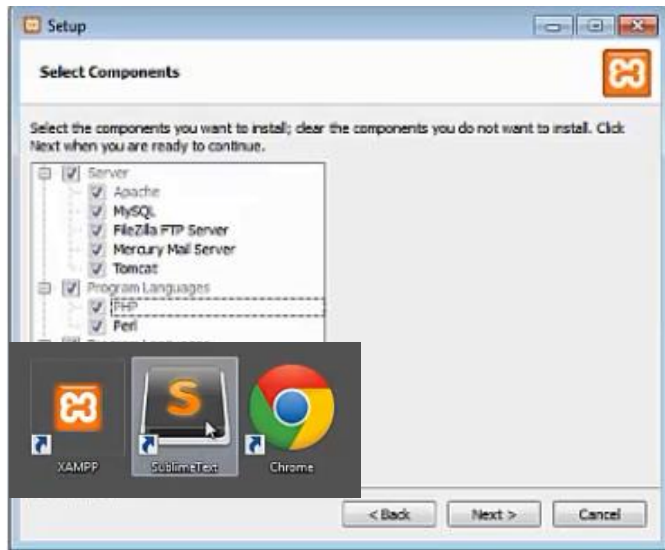 Setup
Select Components
Select the components you want to install; clear the components you do not want to install. Click
Next when you are ready to continue.
Server
Apache
MySQL
FileZilla FTP Server
Mercury Mail Server
Tomcat
Program Languages
PHP
Perl
XAMPP
SublimeText
Chrome
< Back
Next >
Cancel